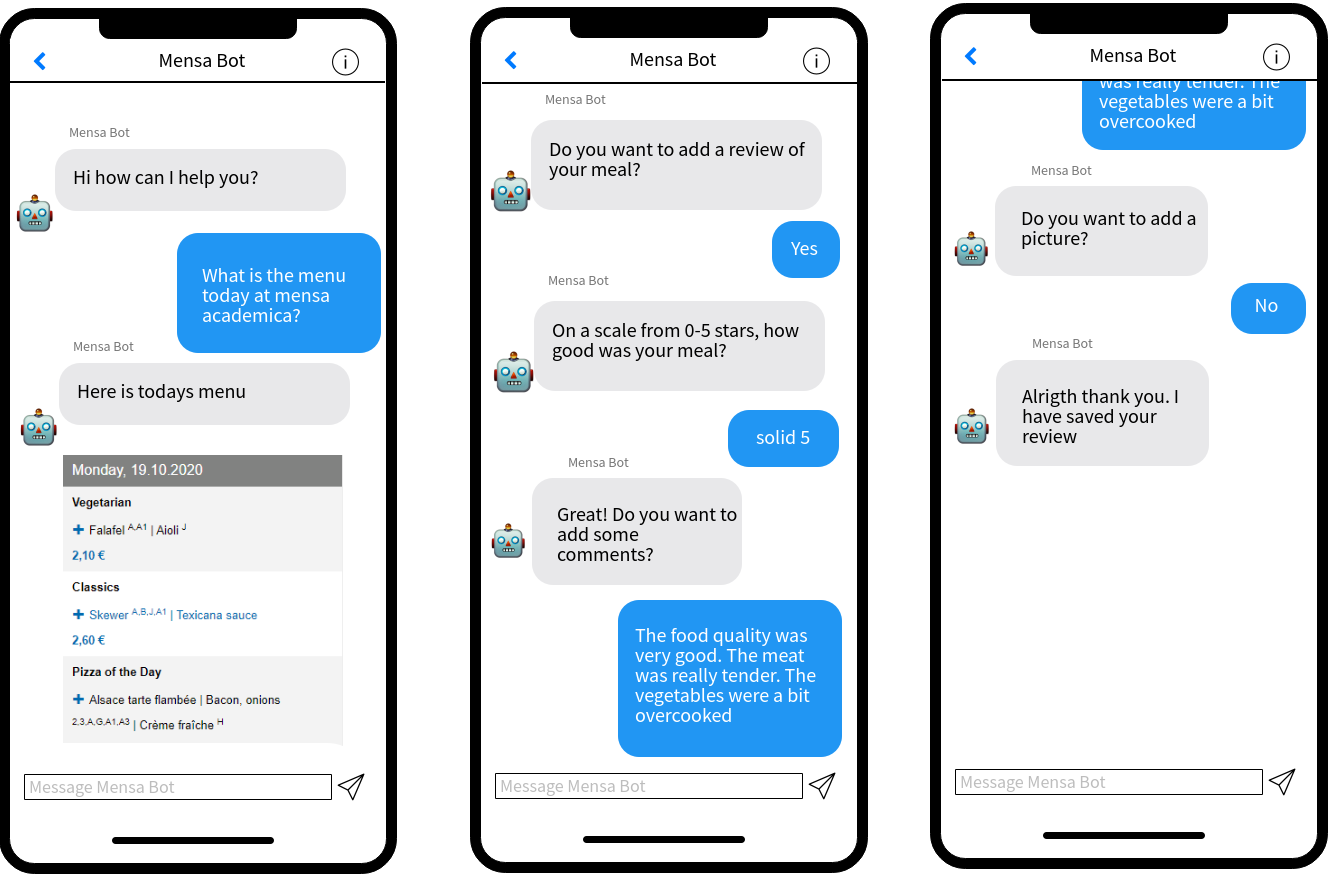 Mensa Bot
i
Mensa Bot
Hi how can I help you?
What is the menu
today at mensa
academica?
Mensa Bot
Here is todays menu
Monday, 19.10.2020
Vegetarian
+ Falafel A,A1 | Aioli J
2,10 €
Classics
+ Skewer A,B,J,A1 | Texicana sauce
2,60 €
Pizza of the Day
+ Alsace tarte flambée | Bacon, onions
2,3,A,G,A1,A3 | Crème fraîche H
Message Mensa Bot
Mensa Bot
i
Mensa Bot
Do you want to add a review of
your meal?
Yes
Mensa Bot
On a scale from 0-5 stars, how
good was your meal?
solid 5
Mensa Bot
Great! Do you want to
add some
comments?
The food quality was
very good. The meat
was really tender. The
vegetables were a bit
overcooked
Message Mensa Bot
Mensa Bot
i
was really tender. The
vegetables were a bit
overcooked
Mensa Bot
Do you want to add a
picture?
No
Mensa Bot
Alrigth thank you. I
have saved your
review
Message Mensa Bot